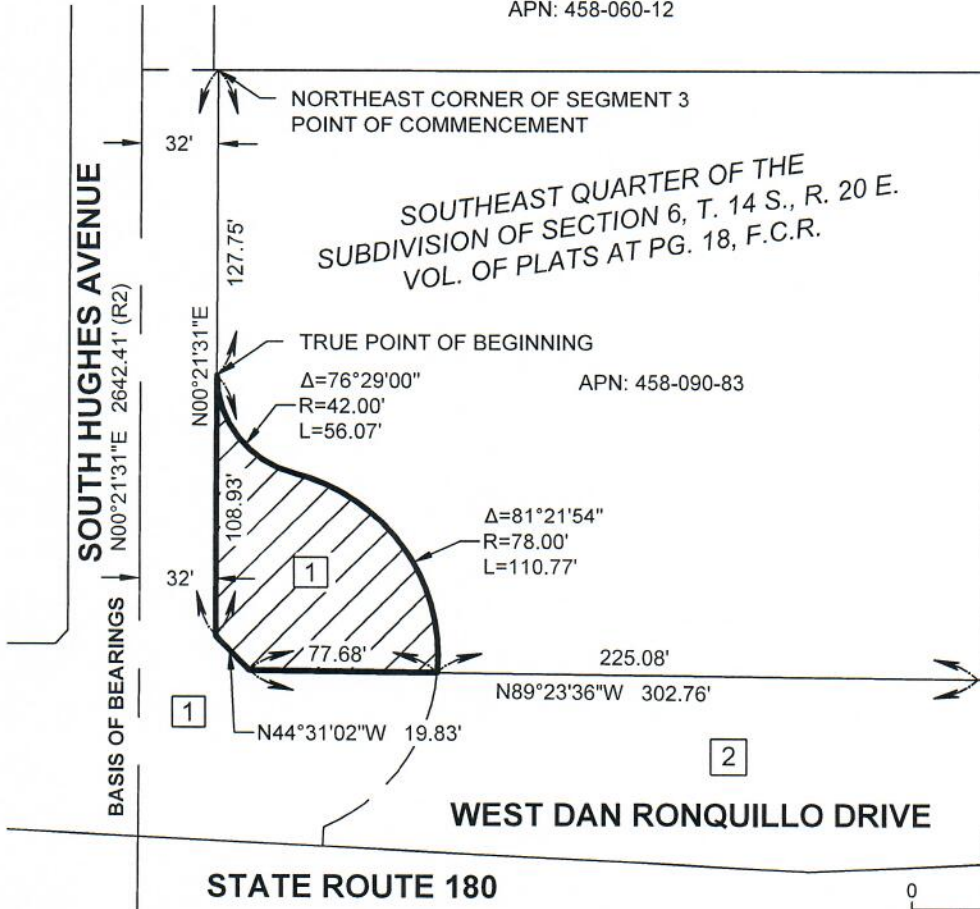 APN: 458-060-12
NORTHEAST CORNER OF SEGMENT 3
POINT OF COMMENCEMENT
32'
SOUTHEAST QUARTER OF THE
SUBDIVISION OF SECTION 6, T. 14 S., R. 20 E.
VOL. OF PLATS AT PG. 18, F.C.R.
127.75'
SOUTH HUGHES AVENUE
N00°21'31"E 2642.41' (R2)
BASIS OF BEARINGS
N00°21'31"E
TRUE POINT OF BEGINNING
Δ=76°29'00"
R=42.00'
L=56.07'
APN: 458-090-83
108.93'
Δ=81°21'54"
R=78.00'
L=110.77'
32'
1
77.68'
225.08'
N89°23'36"W 302.76'
1
N44°31'02"W 19.83'
2
WEST DAN RONQUILLO DRIVE
STATE ROUTE 180
0